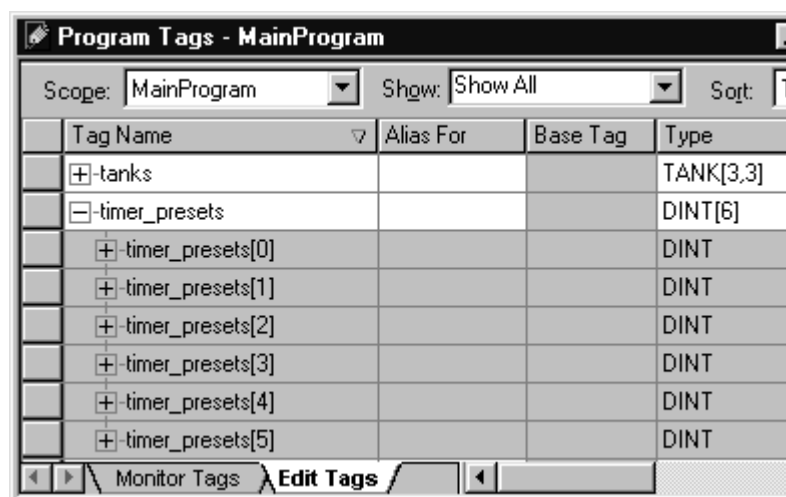 Program Tags - MainProgram
Scope: MainProgram Show: Show All Sort:
Tag Name Alias For Base Tag Type
tanks TANK[3,3]
timer_presets DINT[6]
timer_presets[0] DINT
timer_presets[1] DINT
timer_presets[2] DINT
timer_presets[3] DINT
timer_presets[4] DINT
timer_presets[5] DINT
Monitor Tags Edit Tags